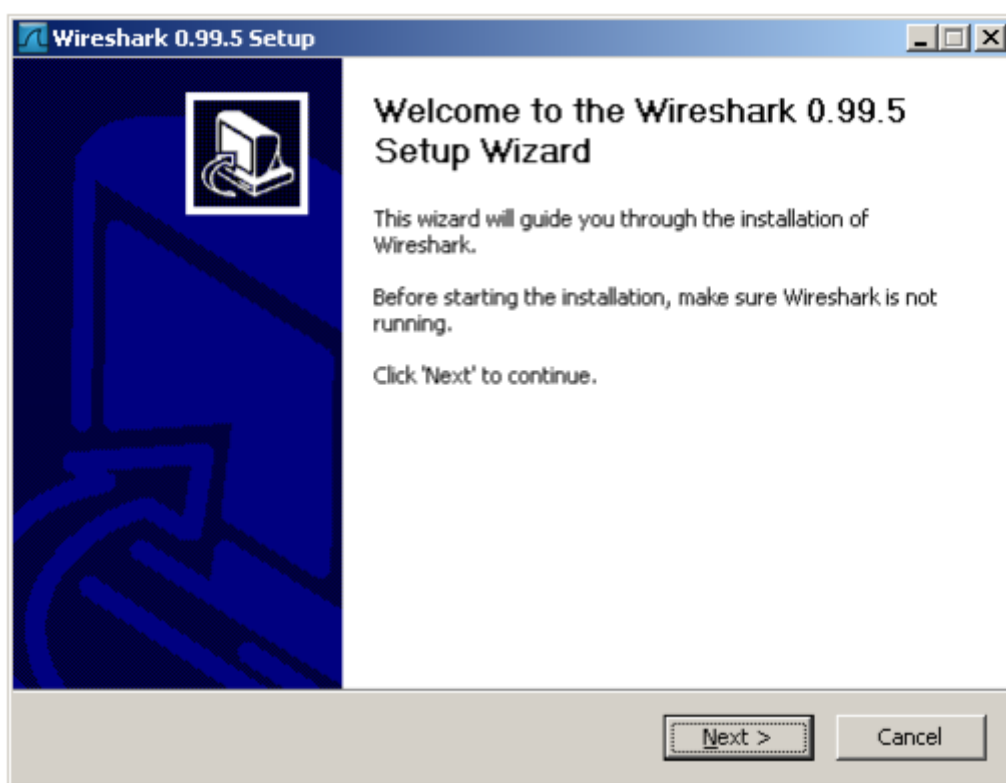 Wireshark 0.99.5 Setup
Welcome to the Wireshark 0.99.5
Setup Wizard
This wizard will guide you through the installation of
Wireshark.
Before starting the installation, make sure Wireshark is not
running.
Click 'Next' to continue.
Next >
Cancel